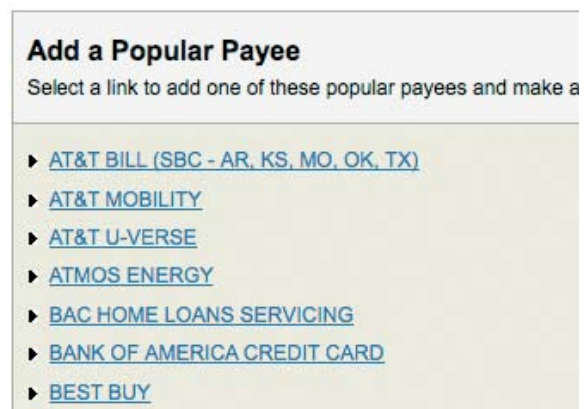 Add a Popular Payee
Select a link to add one of these popular payees and make a
AT&T BILL (SBC - AR, KS, MO, OK, TX)
AT&T MOBILITY
AT&T U-VERSE
ATMOS ENERGY
BAC HOME LOANS SERVICING
BANK OF AMERICA CREDIT CARD
BEST BUY